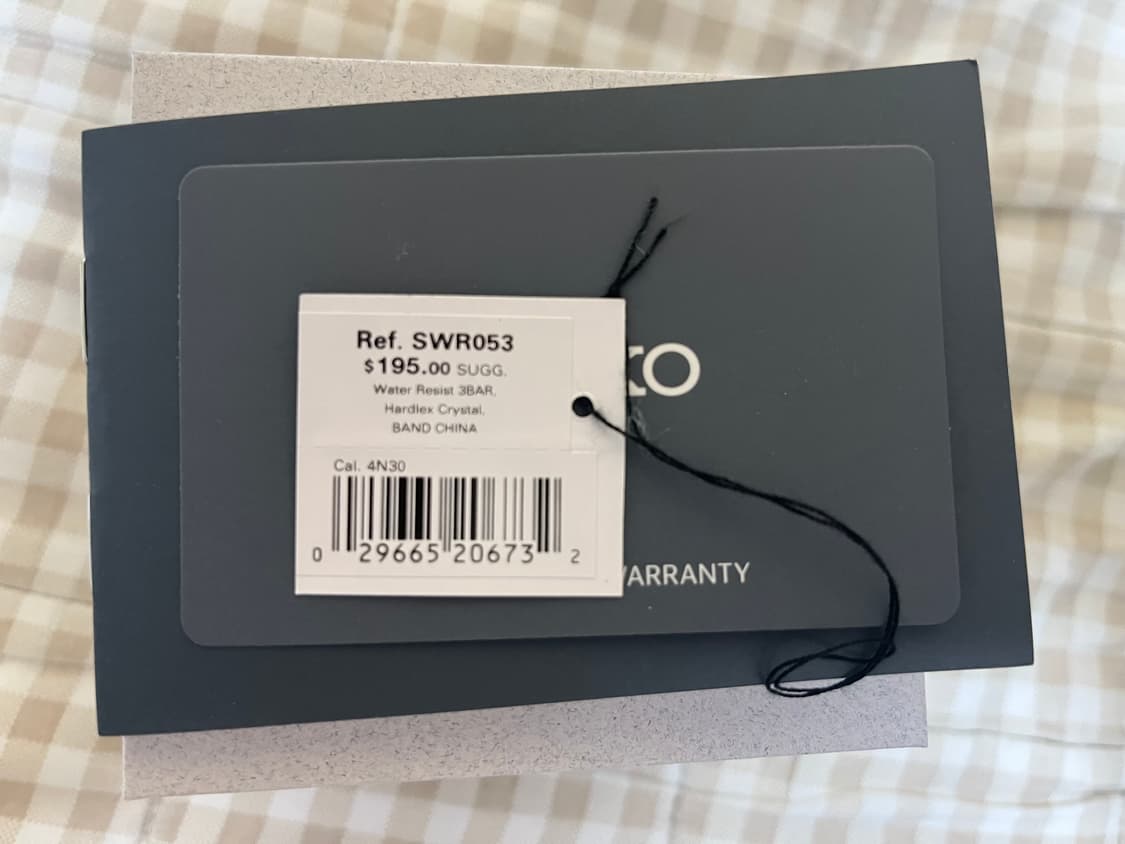 Ref. SWR053
$195.00 SUGG.
Water Resist 3BAR,
Hardlex Crystal,
BAND CHINA
Cal. 4N30
0 29665 20673 2
KO
WARRANTY